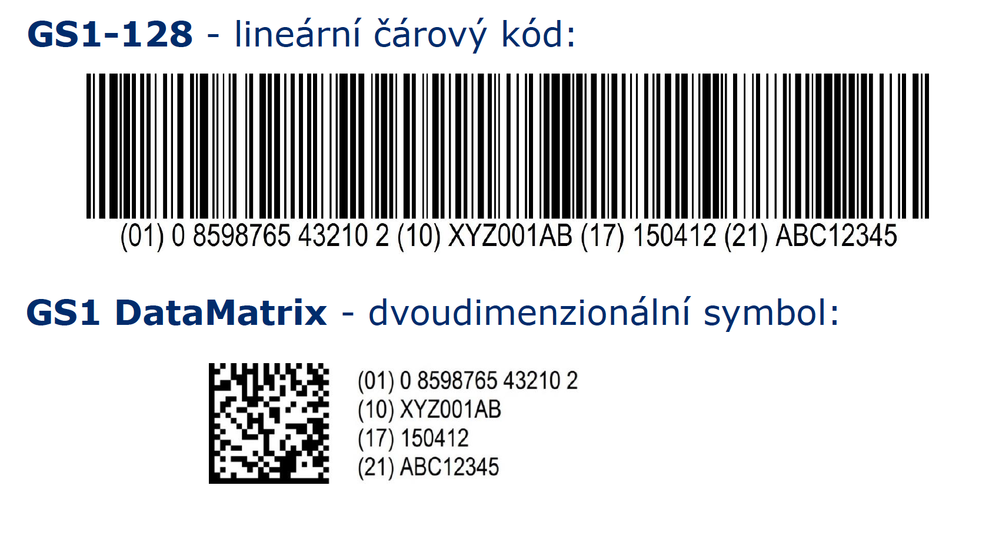 GS1-128 - lineární čárový kód:
(01) 0 8598765 43210 2 (10) XYZ001AB (17) 150412 (21) ABC12345
GS1 DataMatrix - dvoudimenzionální symbol:
(01) 0 8598765 43210 2
(10) XYZ001AB
(17) 150412
(21) ABC12345